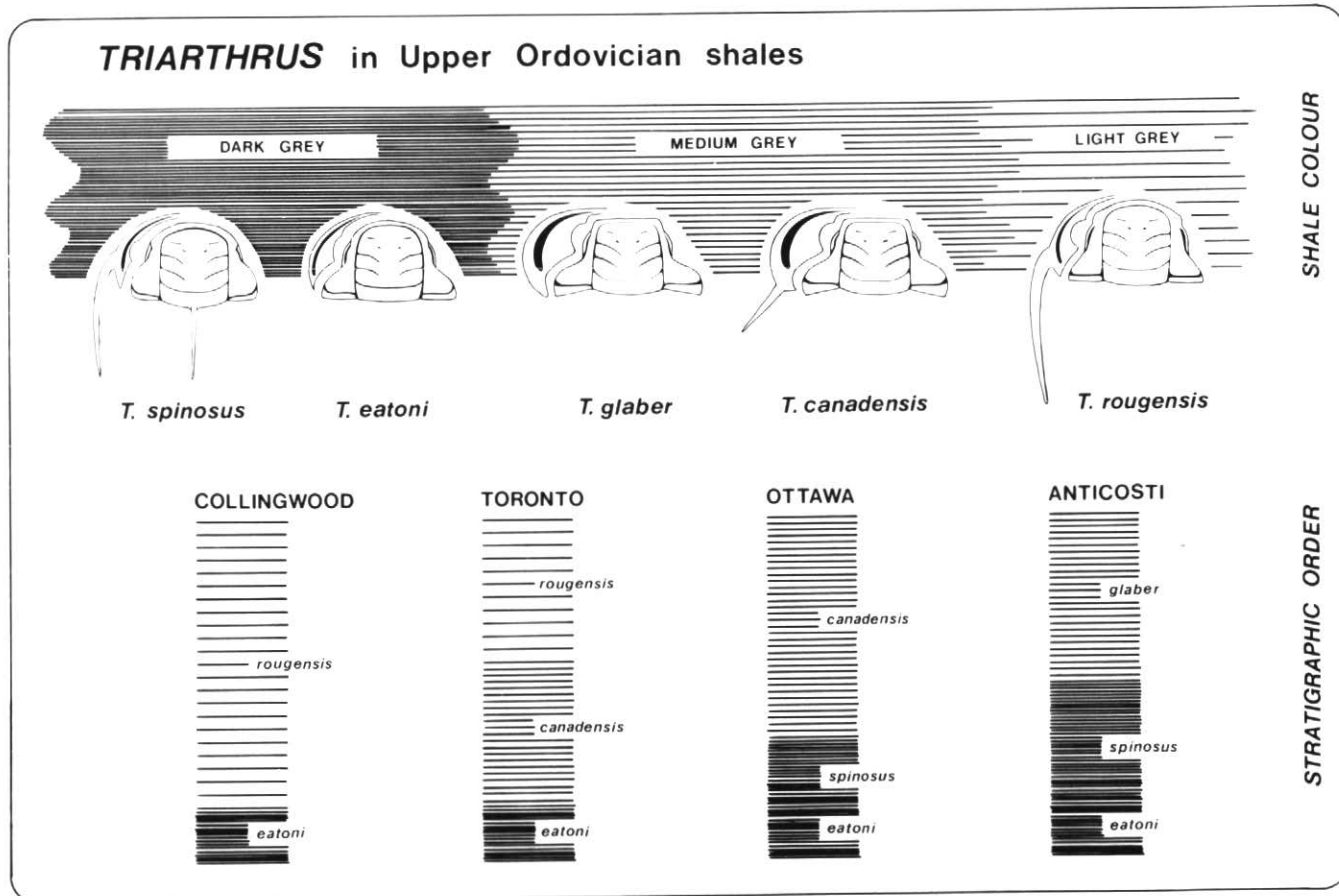 TRIARTHRUS in Upper Ordovician shales
DARK GREY
MEDIUM GREY
LIGHT GREY
SHALE COLOUR
T. spinosus
T. eatoni
T. glaber
T. canadensis
T. rougensis
COLLINGWOOD
rougensis
eatoni
TORONTO
rougensis
canadensis
eatoni
OTTAWA
canadensis
spinosus
eatoni
ANTICOSTI
glaber
spinosus
eatoni
STRATIGRAPHIC ORDER